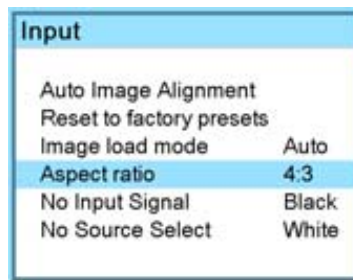 Input
Auto Image Alignment
Reset to factory presets
Image load mode Auto
Aspect ratio 4:3
No Input Signal Black
No Source Select White